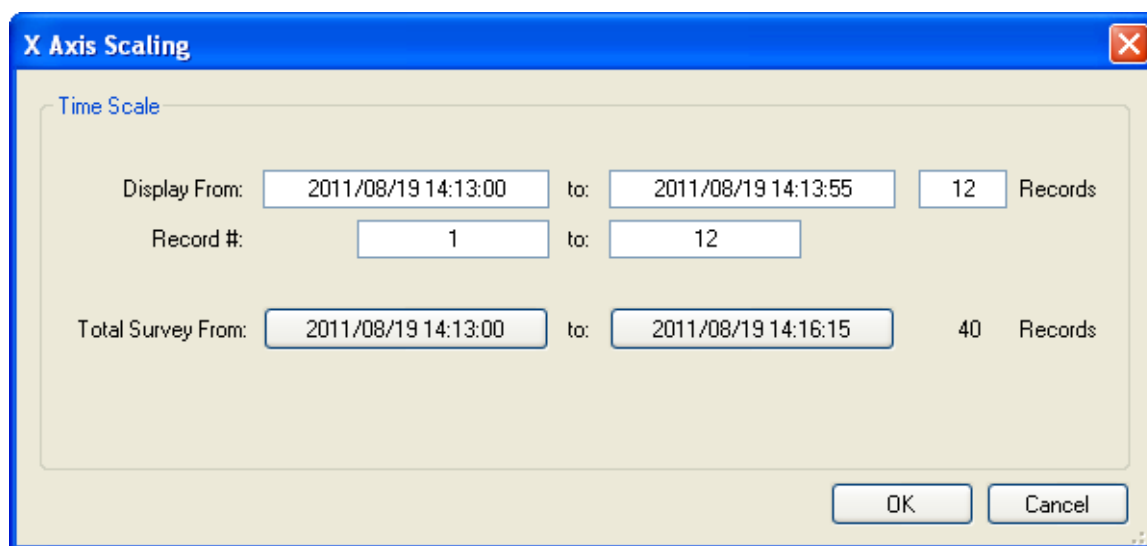 X Axis Scaling
Time Scale
Display From: 2011/08/19 14:13:00 to: 2011/08/19 14:13:55 12 Records
Record #: 1 to: 12
Total Survey From: 2011/08/19 14:13:00 to: 2011/08/19 14:16:15 40 Records
OK Cancel